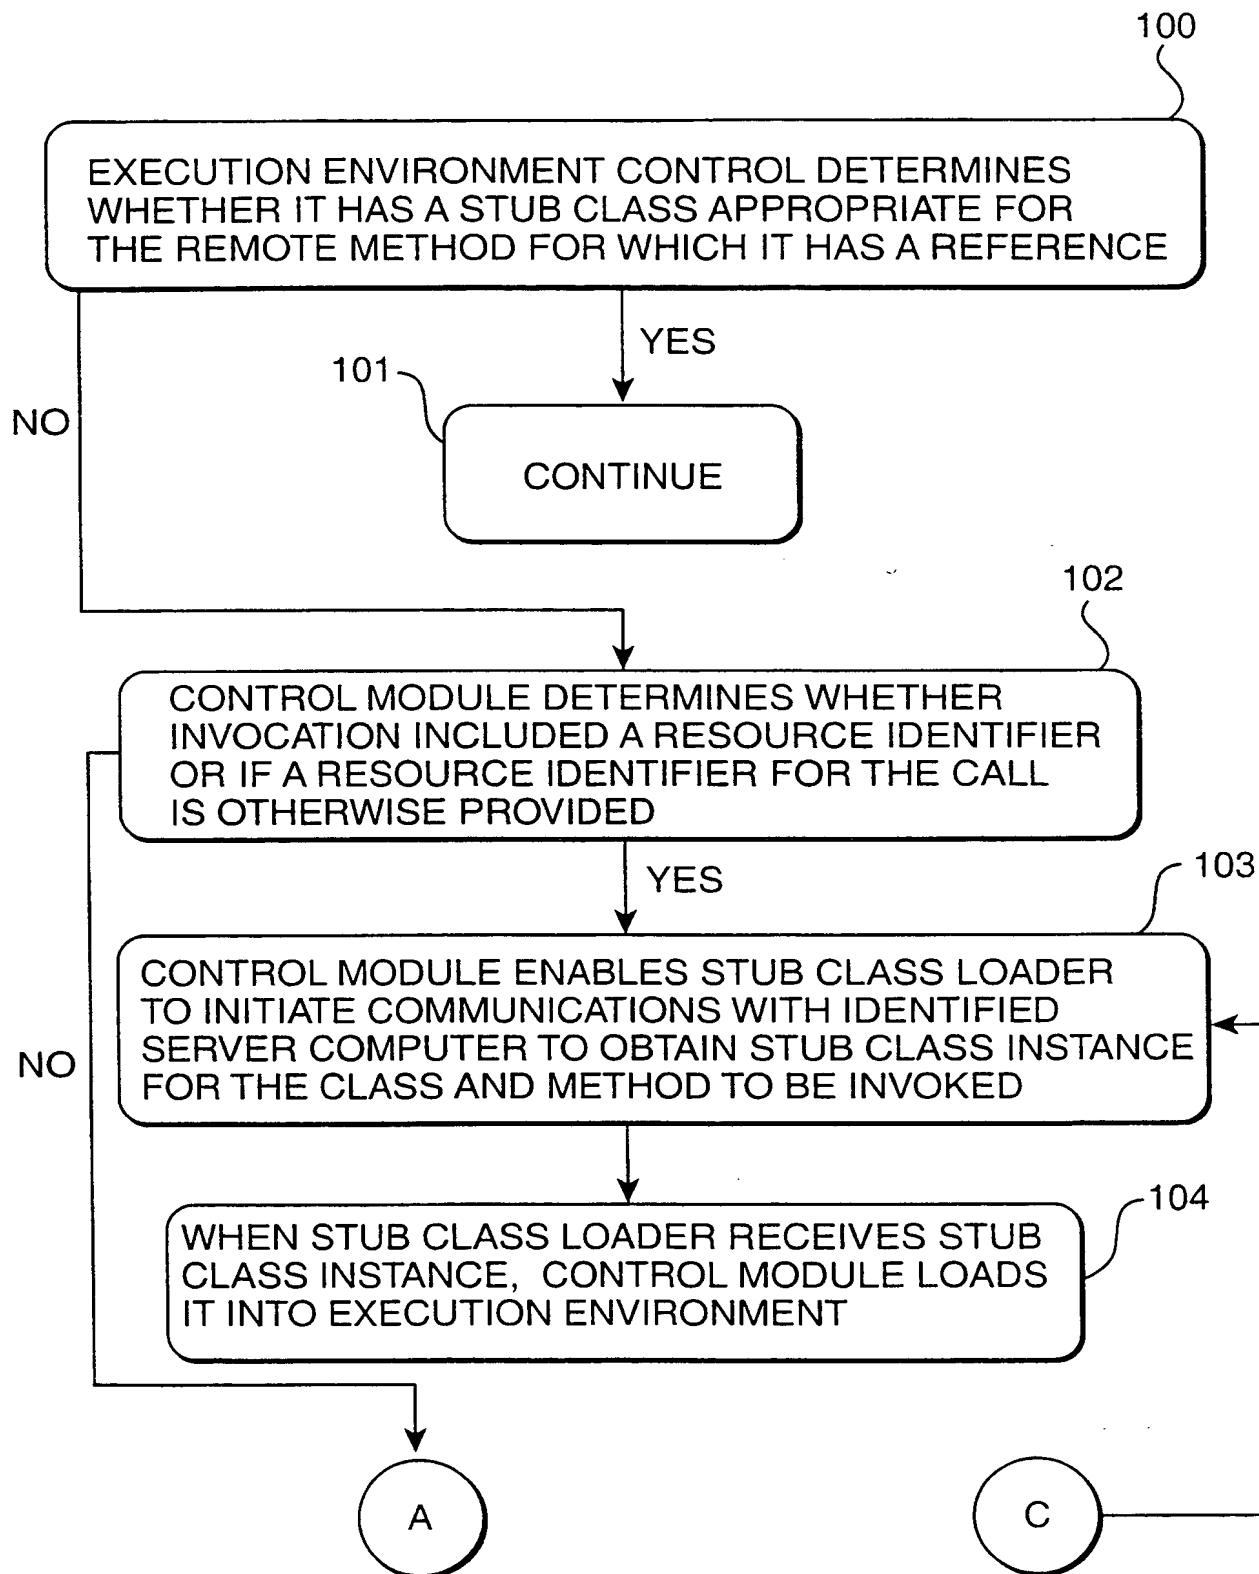 100
EXECUTION ENVIRONMENT CONTROL DETERMINES
WHETHER IT HAS A STUB CLASS APPROPRIATE FOR
THE REMOTE METHOD FOR WHICH IT HAS A REFERENCE
YES
101
NO
CONTINUE
102
CONTROL MODULE DETERMINES WHETHER
INVOCATION INCLUDED A RESOURCE IDENTIFIER
OR IF A RESOURCE IDENTIFIER FOR THE CALL
IS OTHERWISE PROVIDED
YES
103
CONTROL MODULE ENABLES STUB CLASS LOADER
TO INITIATE COMMUNICATIONS WITH IDENTIFIED
SERVER COMPUTER TO OBTAIN STUB CLASS INSTANCE
FOR THE CLASS AND METHOD TO BE INVOKED
NO
104
WHEN STUB CLASS LOADER RECEIVES STUB
CLASS INSTANCE, CONTROL MODULE LOADS
IT INTO EXECUTION ENVIRONMENT
A
C